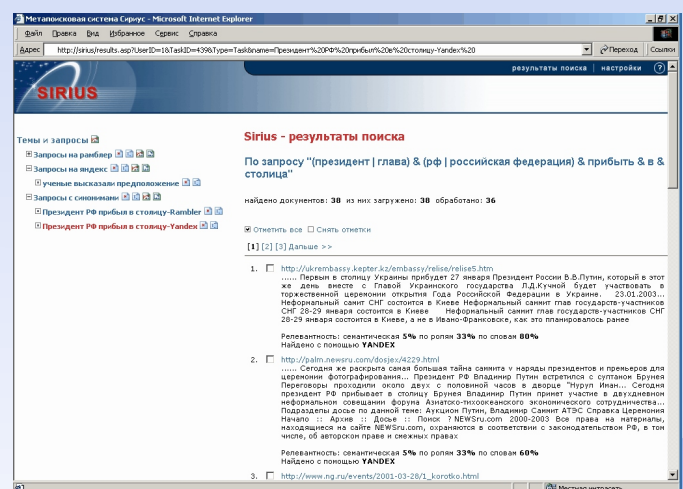 Метапоисковая система Сириус - Microsoft Internet Explorer
Файл Правка Вид Избранное Сервис Справка
Адрес http://sirius/results.asp?UserID=18&TaskID=439&Type=Task&name=Президент%20РФ%20прибыл%20в%20столицу-Yandex%20 Переход Ссылки
результаты поиска | настройки ?
SIRIUS
Темы и запросы
Запросы на рамблер
Запросы на яндекс
ученые высказали предположение
Запросы с синонимами
Президент РФ прибыл в столицу-Rambler
Президент РФ прибыл в столицу-Yandex
Sirius - результаты поиска
По запросу "(президент | глава) & (рф | российская федерация) & прибыть & в &
столица"
найдено документов: 38 из них загружено: 38 обработано: 36
Отметить все Снять отметки
[1] [2] [3] Дальше >>
1. http://ukrembassy.kepter.kz/embassy/relise/relise5.htm
...... Первым в столицу Украины прибудет 27 января Президент России В.В.Путин, который в этот
же день вместе с Главой Украинского государства Л.Д.Кучмой будет участвовать в
торжественной церемонии открытия Года Российской Федерации в Украине. 23.01.2003...
Неформальный самит СНГ состоится в Киеве Неформальный саммит глав государств-участников
СНГ 28-29 января состоится в Киеве Неформальный саммит глав государств-участников СНГ
28-29 января состоится в Киеве, а не в Ивано-Франковске, как это планировалось ранее
Релевантность: семантическая 5% по ролям 33% по словам 80%
Найдено с помощью YANDEX
2. http://palm.newsru.com/dosjex/4229.html
...... Сегодня же раскрыта самая большая тайна саммита v наряды президентов и премьеров для
церемонии фотографирования... Президент РФ Владимир Путин встретился с султаном Брунея
Переговоры проходили около двух с половиной часов в дворце "Нурул Иман... Сегодня
президент РФ прибывает в столицу Брунея Владимир Путин примет участие в двухдневном
неформальном совещании форума Азиатско-тихоокеанского экономического сотрудничества...
Подразделы досье по данной теме: Аукцион Путин, Владимир Саммит АТЭС Справка Церемония
Начало :: Архив :: Досье :: Поиск ? NEWSru.com 2000-2003 Все права на материалы,
находящиеся на сайте NEWSru.com, охраняются в соответствии с законодательством РФ, в том
числе, об авторском праве и смежных правах
Релевантность: семантическая 5% по ролям 33% по словам 60%
Найдено с помощью YANDEX
3. http://www.ng.ru/events/2001-03-28/1_korotko.html
Местная интрасеть